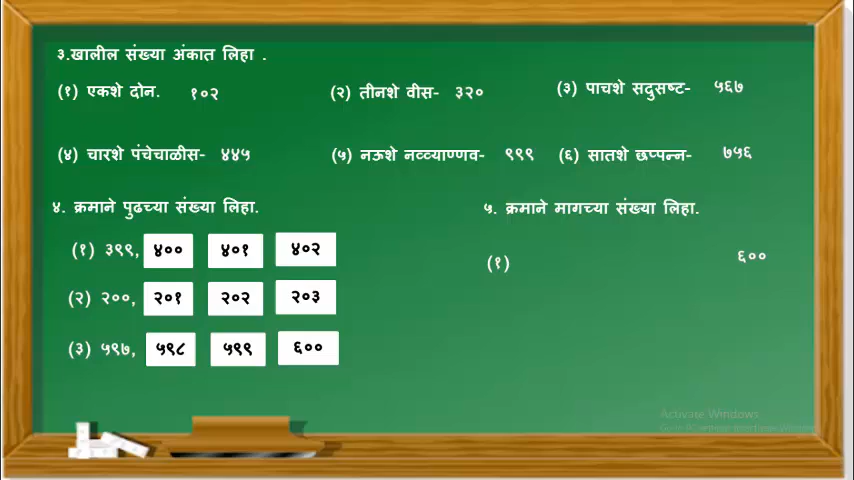 ३.खालील संख्या अंकात लिहा .
(१) एकशे दोन. १०२ (२) तीनशे वीस- ३२० (३) पाचशे सदुसष्ट- ५६७
(४) चारशे पंचेचाळीस- ४४५ (५) नऊशे नव्व्याण्णव- ९९९ (६) सातशे छप्पन्न- ७५६
४. क्रमाने पुढच्या संख्या लिहा.
(१) ३९९, ४०० ४०१ ४०२
(२) २००, २०१ २०२ २०३
(३) ५९७, ५९८ ५९९ ६००
५. क्रमाने मागच्या संख्या लिहा.
(१) ६००
Activate Windows